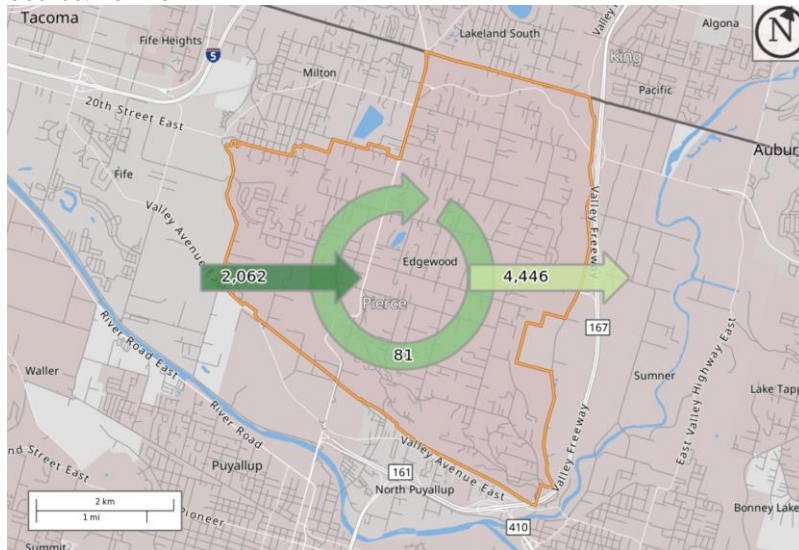 Tacoma
Fife Heights
5
Lakeland South
Valley
Algona
N
King
Milton
Pacific
20th Street East
Auburn
Fife
Valley Avenue
Valley Freeway
2,062
Edgewood
4,446
Pierce
167
81
River Road East
Waller
Sumner
East Valley Highway East
Lake Tapp
River Road
Valley Freeway
Valley Avenue East
nd Street East
Puyallup
161
North Puyallup
2 km
1 mi
Pioneer
410
Bonney Lake
Summit